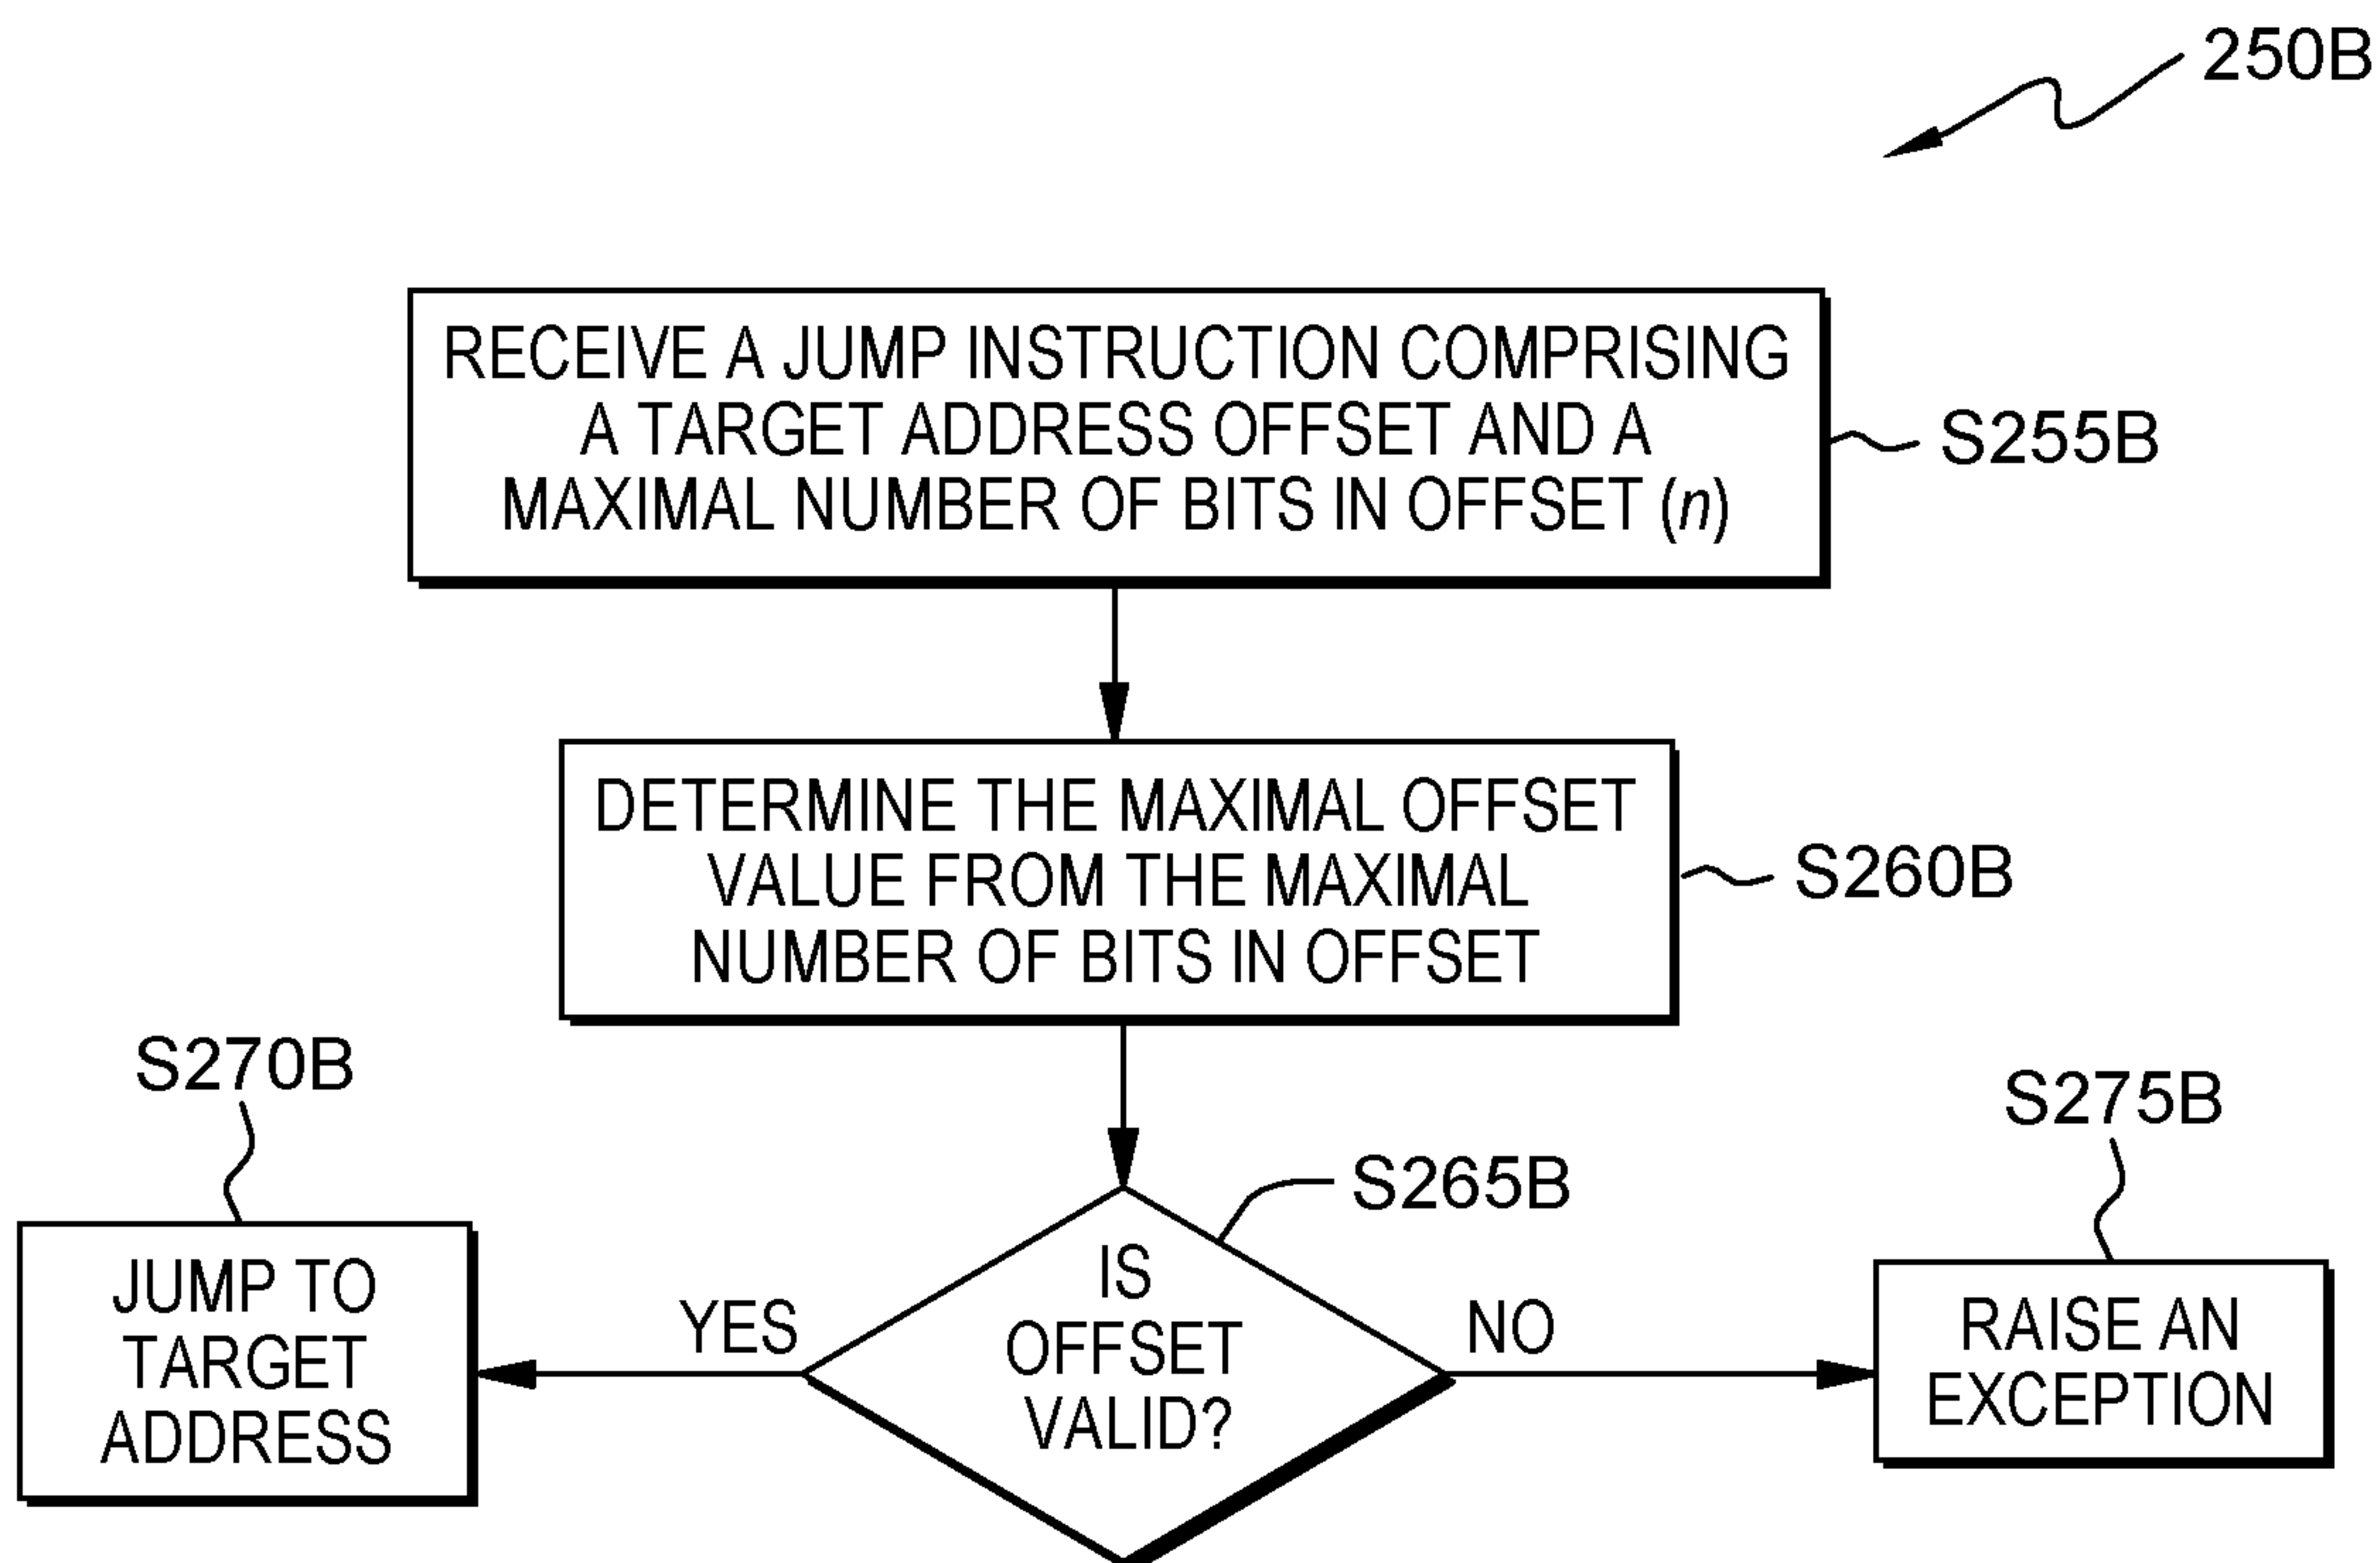 250B
RECEIVE A JUMP INSTRUCTION COMPRISING
A TARGET ADDRESS OFFSET AND A
MAXIMAL NUMBER OF BITS IN OFFSET (n)
S255B
DETERMINE THE MAXIMAL OFFSET
VALUE FROM THE MAXIMAL
NUMBER OF BITS IN OFFSET
S260B
S270B
JUMP TO
TARGET
ADDRESS
YES
S265B
IS
OFFSET
VALID?
NO
S275B
RAISE AN
EXCEPTION